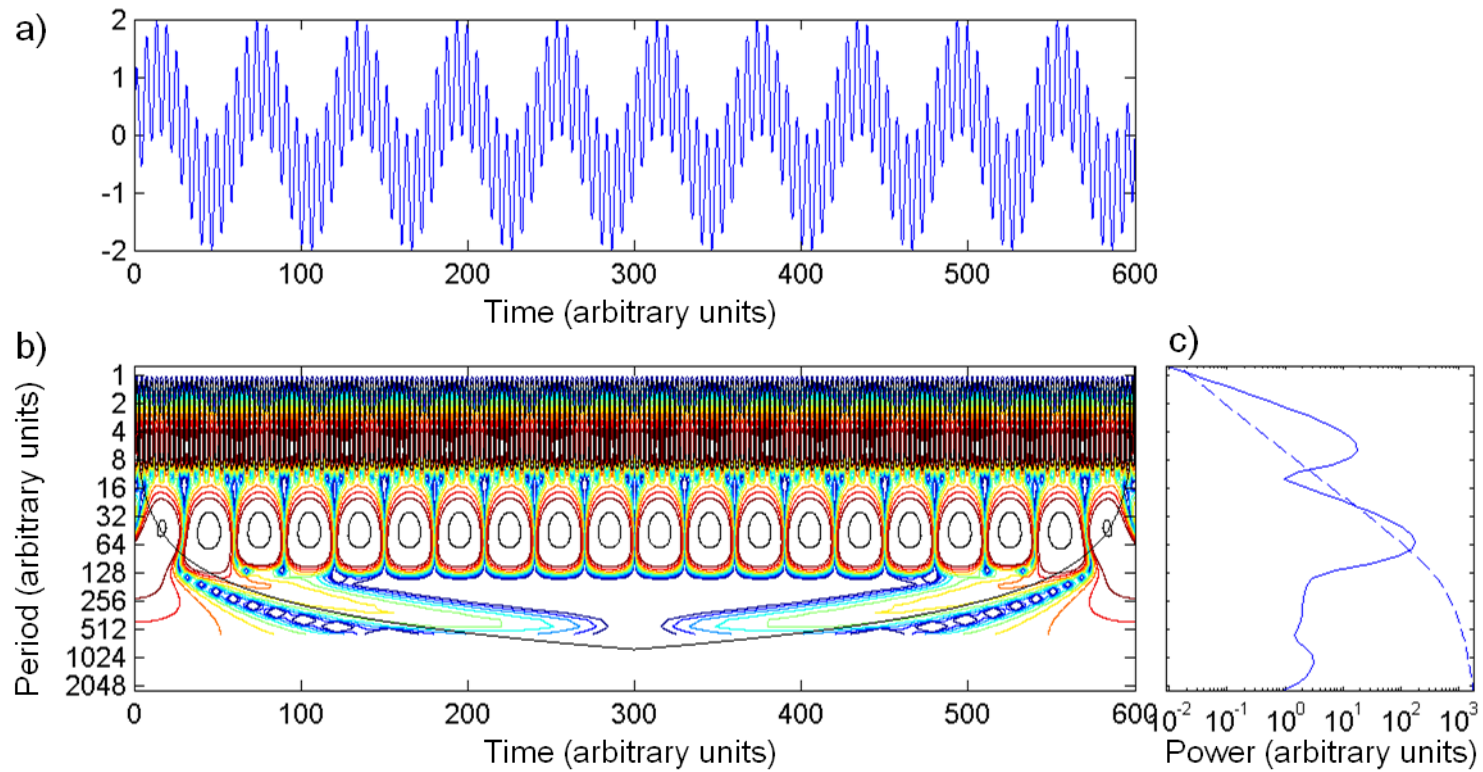 a)
2
1
0
-1
-2
0 100 200 300 400 500 600
Time (arbitrary units)
b)
c)
Period (arbitrary units)
1
2
4
8
16
32
64
128
256
512
1024
2048
0 0
0 100 200 300 400 500 600
Time (arbitrary units)
10^-2 10^-1 10^0 10^1 10^2 10^3
Power (arbitrary units)